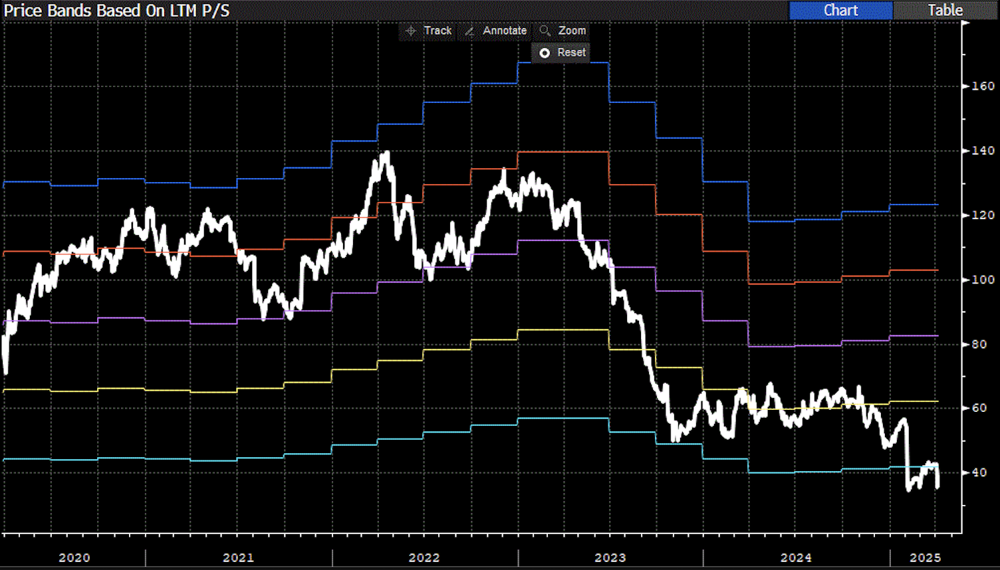 Price Bands Based On LTM P/S
Chart
Table
Track
Annotate
Zoom
Reset
160
140
120
100
80
60
40
2020
2021
2022
2023
2024
2025